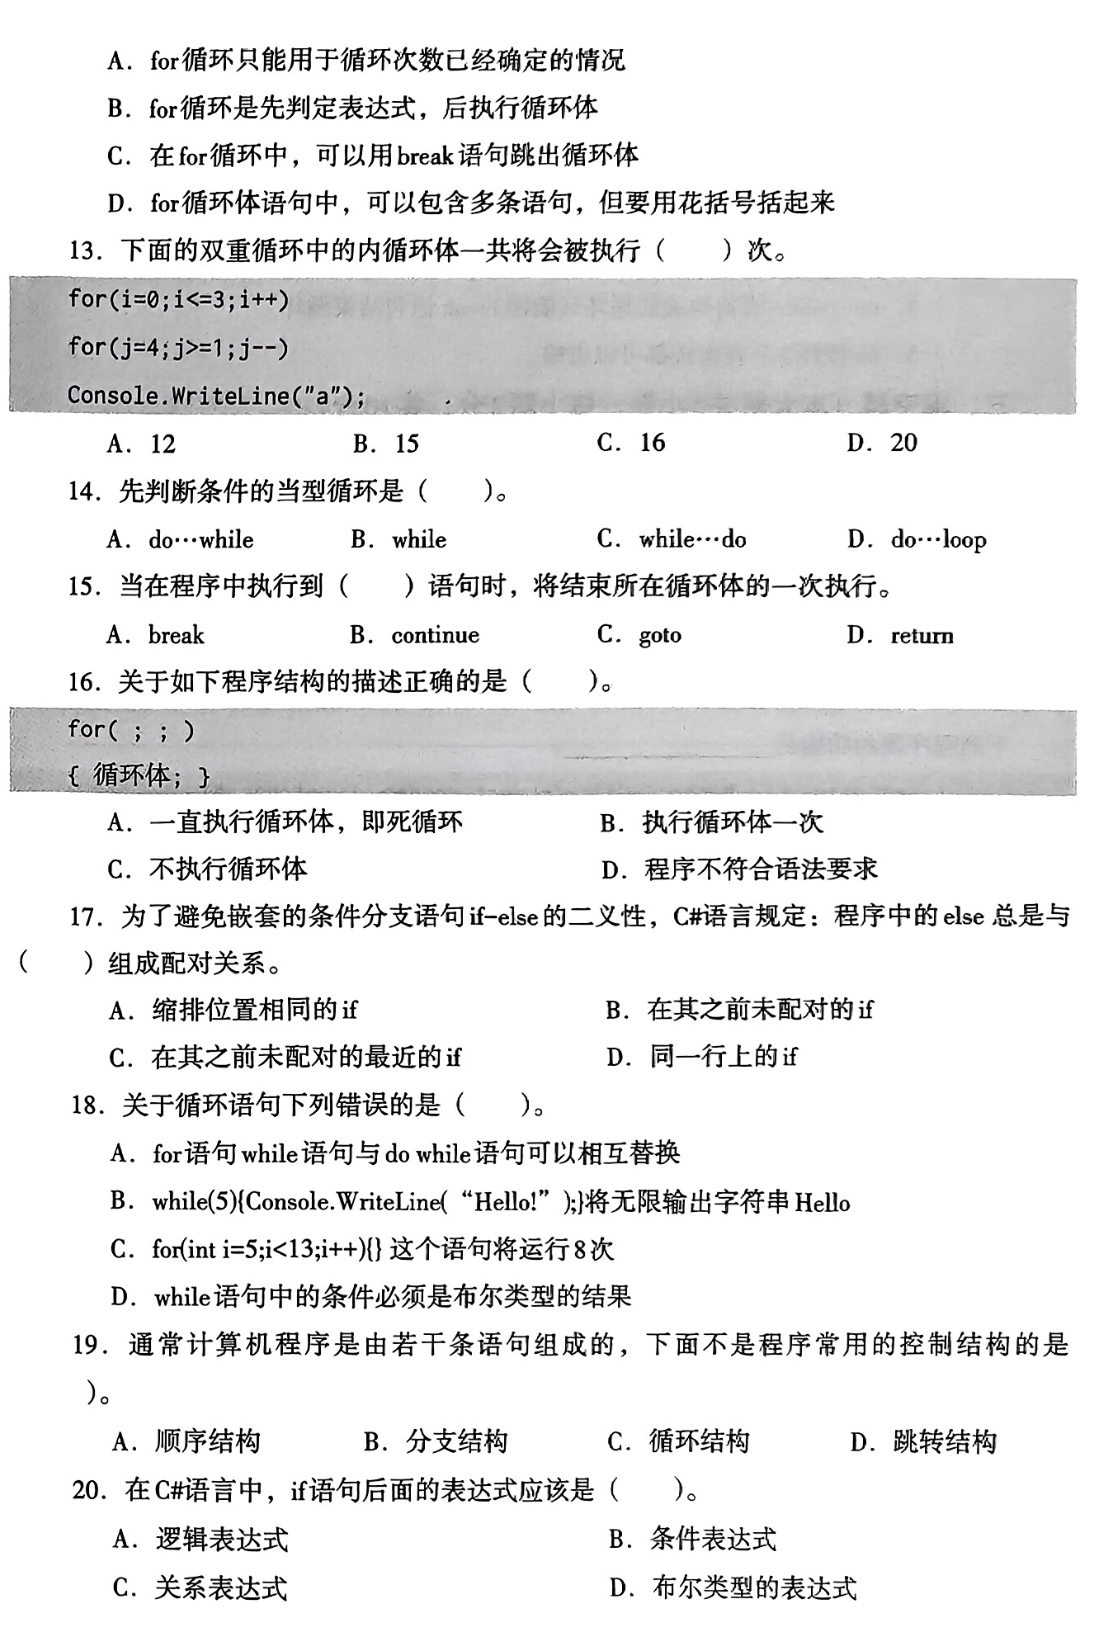 A．for循环只能用于循环次数已经确定的情况
B．for循环是先判定表达式，后执行循环体
C．在for循环中，可以用break语句跳出循环体
D．for循环体语句中，可以包含多条语句，但要用花括号括起来
13．下面的双重循环中的内循环体一共将会被执行（　　）次。
for(i=0;i<=3;i++)
for(j=4;j>=1;j--)
Console.WriteLine("a");
A．12　B．15　C．16　D．20
14．先判断条件的当型循环是（　　）。
A．do…while　B．while　C．while…do　D．do…loop
15．当在程序中执行到（　　）语句时，将结束所在循环体的一次执行。
A．break　B．continue　C．goto　D．return
16．关于如下程序结构的描述正确的是（　　）。
for( ; ; )
{ 循环体; }
A．一直执行循环体，即死循环　B．执行循环体一次
C．不执行循环体　D．程序不符合语法要求
17．为了避免嵌套的条件分支语句if-else的二义性，C#语言规定：程序中的else 总是与
（　　）组成配对关系。
A．缩排位置相同的if　B．在其之前未配对的if
C．在其之前未配对的最近的if　D．同一行上的if
18．关于循环语句下列错误的是（　　）。
A．for语句while语句与do while语句可以相互替换
B．while(5){Console.WriteLine(“Hello!”);}将无限输出字符串Hello
C．for(int i=5;i<13;i++){} 这个语句将运行8次
D．while语句中的条件必须是布尔类型的结果
19．通常计算机程序是由若干条语句组成的，下面不是程序常用的控制结构的是
）。
A．顺序结构　B．分支结构　C．循环结构　D．跳转结构
20．在C#语言中，if语句后面的表达式应该是（　　）。
A．逻辑表达式　B．条件表达式
C．关系表达式　D．布尔类型的表达式